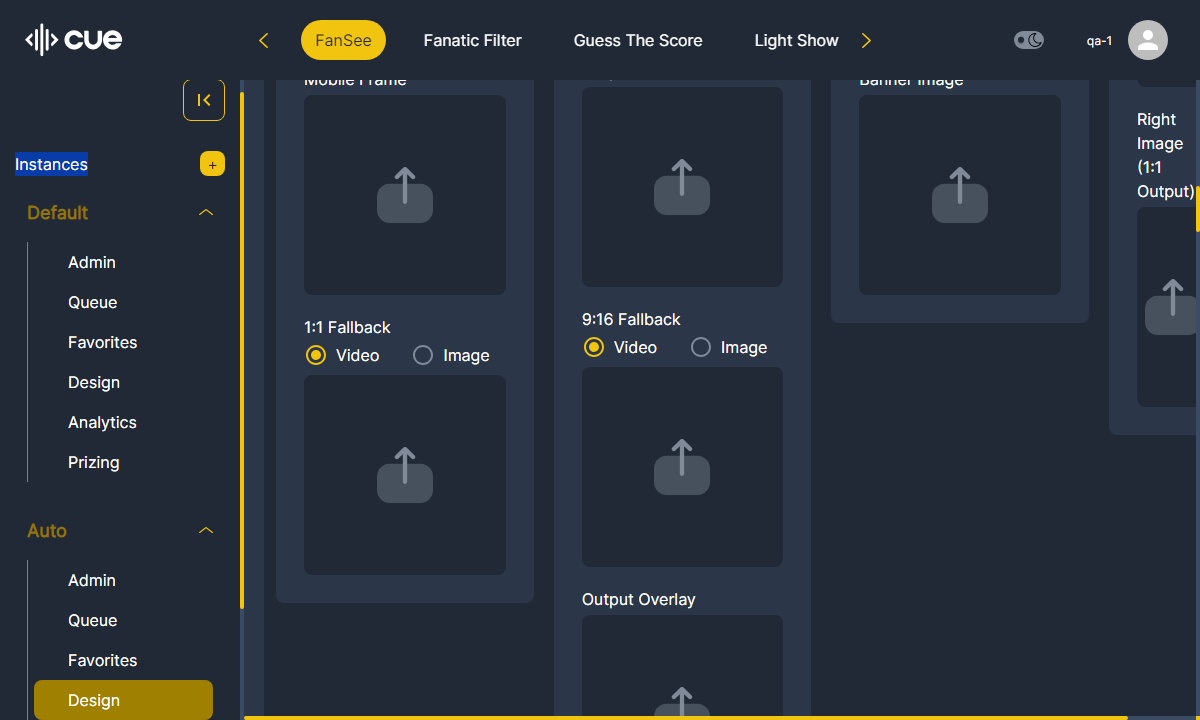 cue
FanSee
Fanatic Filter
Guess The Score
Light Show
qa-1
Instances
+
Default
Admin
Queue
Favorites
Design
Analytics
Prizing
Auto
Admin
Queue
Favorites
Design
Mobile Frame
1:1 Fallback
Video
Image
9:16 Fallback
Video
Image
Output Overlay
Banner Image
Right
Image
(1:1
Output)